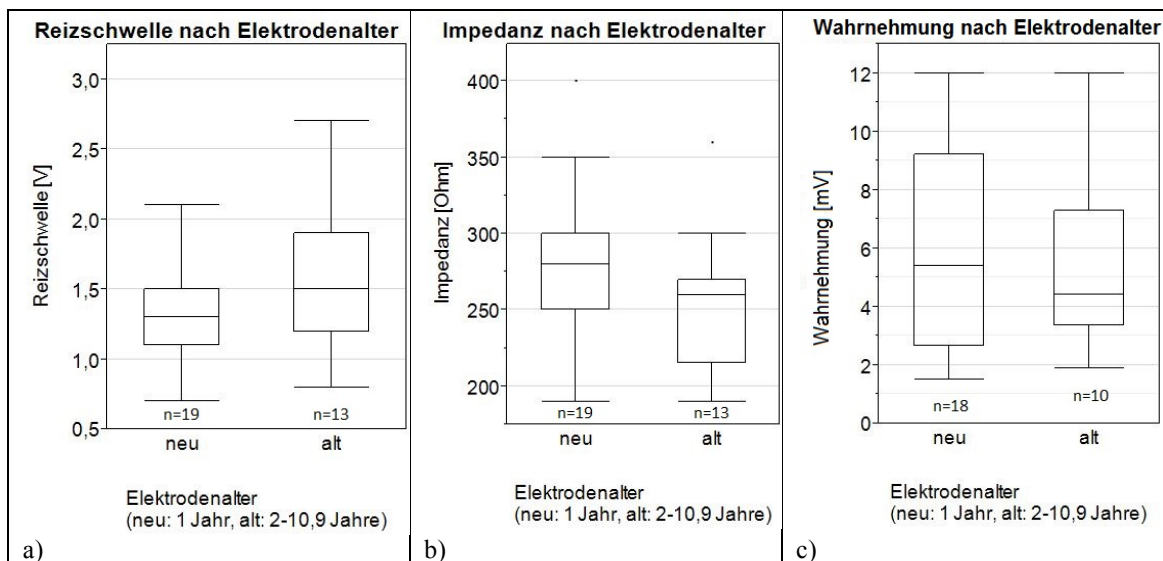 Reizschwelle nach Elektrodenalter
Reizschwelle [V]
3,0
2,5
2,0
1,5
1,0
0,5
n=19
n=13
neu
alt
Elektrodenalter
(neu: 1 Jahr, alt: 2-10,9 Jahre)
a)
Impedanz nach Elektrodenalter
Impedanz [Ohm]
400
350
300
250
200
n=19
n=13
neu
alt
Elektrodenalter
(neu: 1 Jahr, alt: 2-10,9 Jahre)
b)
Wahrnehmung nach Elektrodenalter
Wahrnehmung [mV]
12
10
8
6
4
2
0
n=18
n=10
neu
alt
Elektrodenalter
(neu: 1 Jahr, alt: 2-10,9 Jahre)
c)